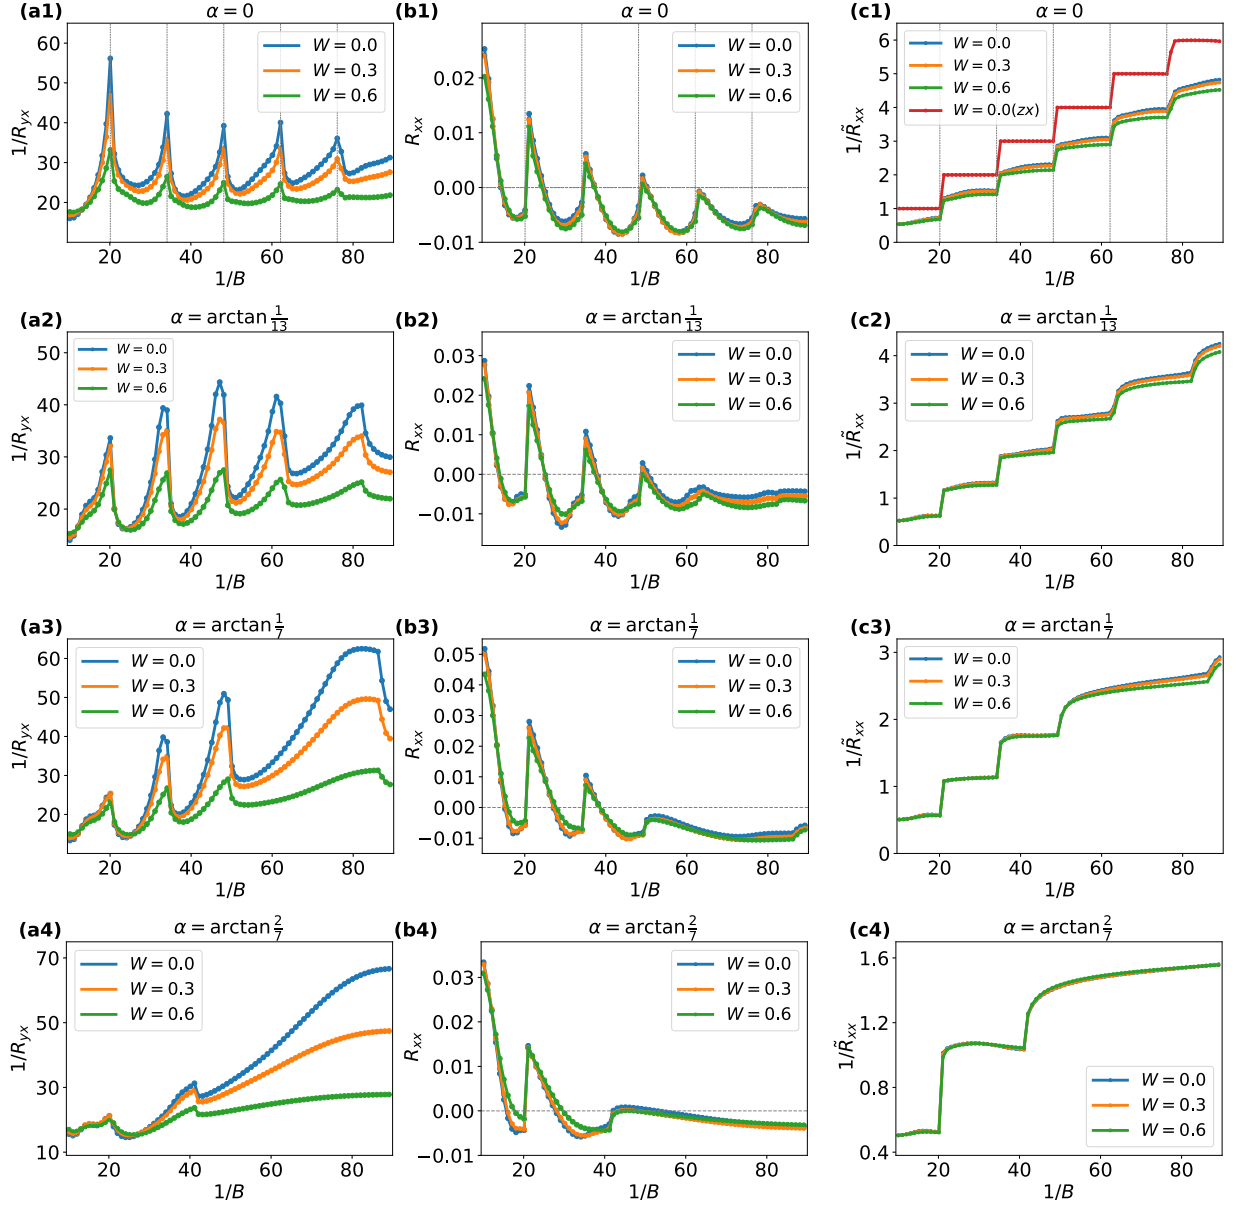 (a1)
α = 0
60
50
40
30
20
1/R_yx
W = 0.0
W = 0.3
W = 0.6
20 40 60 80
1/B
(b1)
α = 0
0.02
0.01
0.00
−0.01
R_xx
W = 0.0
W = 0.3
W = 0.6
20 40 60 80
1/B
(c1)
α = 0
6
5
4
3
2
1
0
1/R̃_xx
W = 0.0
W = 0.3
W = 0.6
W = 0.0(zx)
20 40 60 80
1/B
(a2)
α = arctan 1/13
50
40
30
20
1/R_yx
W = 0.0
W = 0.3
W = 0.6
20 40 60 80
1/B
(b2)
α = arctan 1/13
0.03
0.02
0.01
0.00
−0.01
R_xx
W = 0.0
W = 0.3
W = 0.6
20 40 60 80
1/B
(c2)
α = arctan 1/13
4
3
2
1
0
1/R̃_xx
W = 0.0
W = 0.3
W = 0.6
20 40 60 80
1/B
(a3)
α = arctan 1/7
60
50
40
30
20
1/R_yx
W = 0.0
W = 0.3
W = 0.6
20 40 60 80
1/B
(b3)
α = arctan 1/7
0.05
0.04
0.03
0.02
0.01
0.00
−0.01
R_xx
W = 0.0
W = 0.3
W = 0.6
20 40 60 80
1/B
(c3)
α = arctan 1/7
3
2
1
0
1/R̃_xx
W = 0.0
W = 0.3
W = 0.6
20 40 60 80
1/B
(a4)
α = arctan 2/7
70
50
30
10
1/R_yx
W = 0.0
W = 0.3
W = 0.6
20 40 60 80
1/B
(b4)
α = arctan 2/7
0.03
0.02
0.01
0.00
−0.01
R_xx
W = 0.0
W = 0.3
W = 0.6
20 40 60 80
1/B
(c4)
α = arctan 2/7
1.6
1.2
0.8
0.4
1/R̃_xx
W = 0.0
W = 0.3
W = 0.6
20 40 60 80
1/B